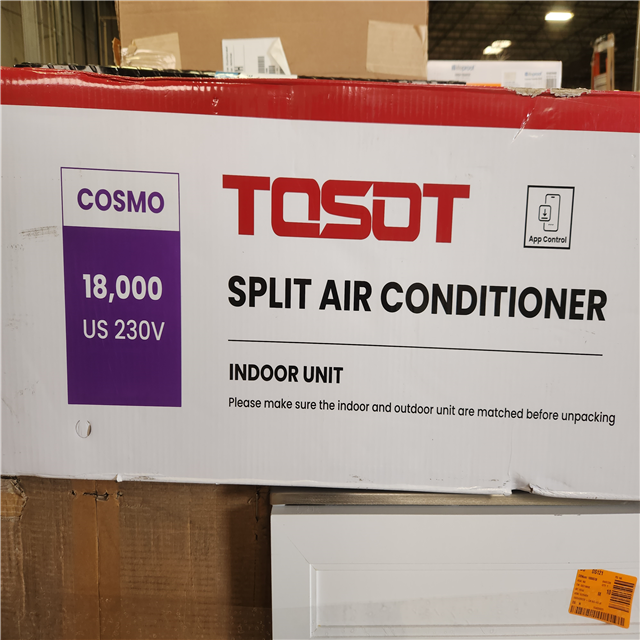 COSMO
18,000
US 230V
TOSOT
App Control
SPLIT AIR CONDITIONER
INDOOR UNIT
Please make sure the indoor and outdoor unit are matched before unpacking